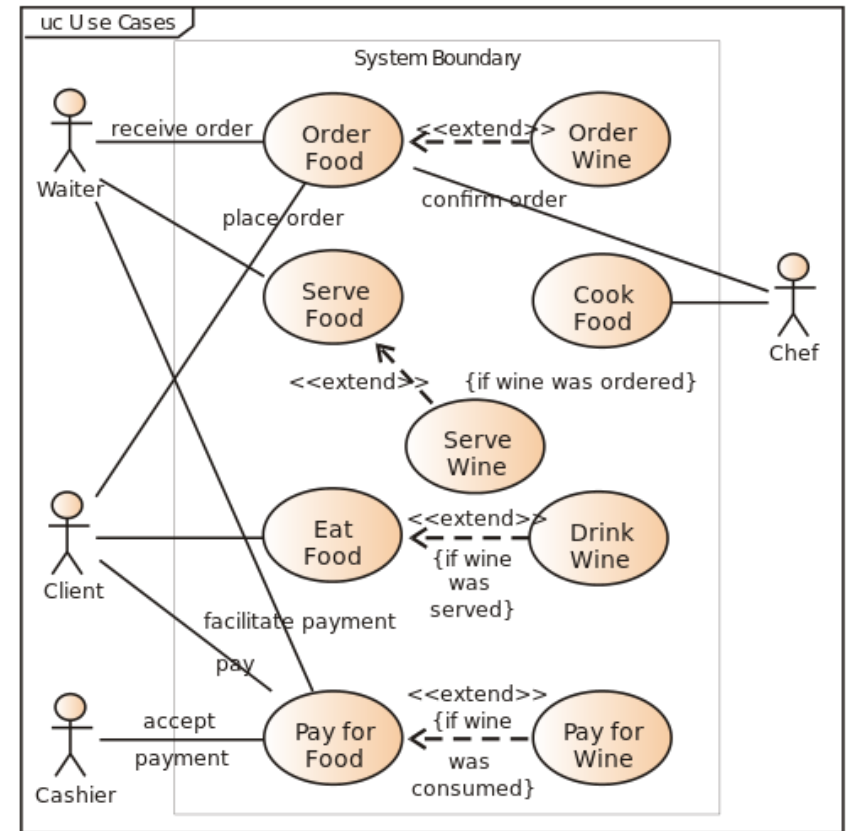 uc Use Cases
System Boundary
receive order
Order
Food
<<extend>>
Order
Wine
Waiter
place order
confirm order
Serve
Food
Cook
Food
Chef
<<extend>>
{if wine was ordered}
Serve
Wine
Eat
Food
<<extend>>
{if wine
was
served}
Drink
Wine
Client
facilitate payment
pay
accept
payment
Pay for
Food
<<extend>>
{if wine
was
consumed}
Pay for
Wine
Cashier